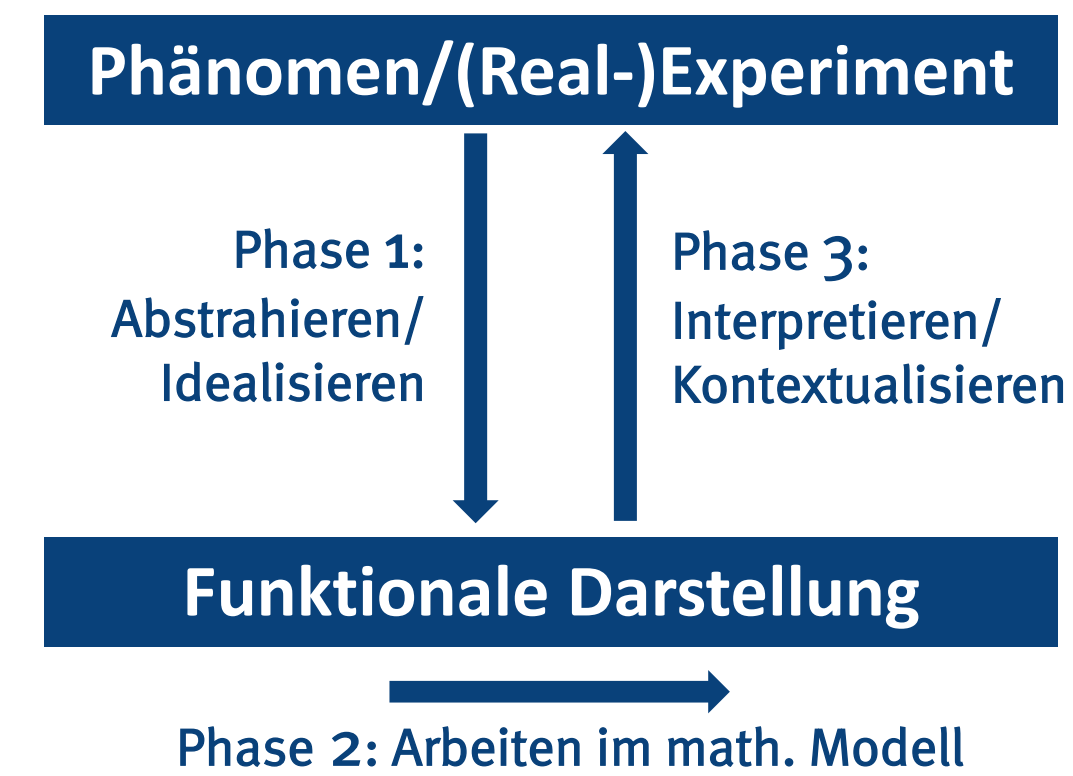 Phänomen/(Real-)Experiment
Phase 1:
Abstrahieren/
Idealisieren
Phase 3:
Interpretieren/
Kontextualisieren
Funktionale Darstellung
Phase 2: Arbeiten im math. Modell